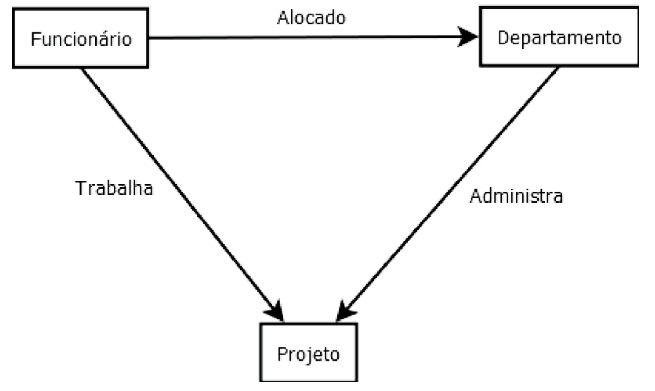 Alocado
Funcionário
Departamento
Trabalha
Administra
Projeto